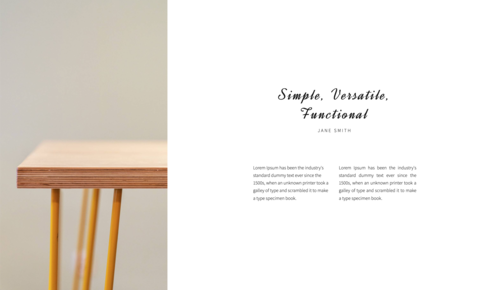 Simple, Versatile,
Functional
JANE SMITH
Lorem Ipsum has been the industry's
standard dummy text ever since the
1500s, when an unknown printer took a
galley of type and scrambled it to make
a type specimen book.
Lorem Ipsum has been the industry's
standard dummy text ever since the
1500s, when an unknown printer took a
galley of type and scrambled it to make
a type specimen book.